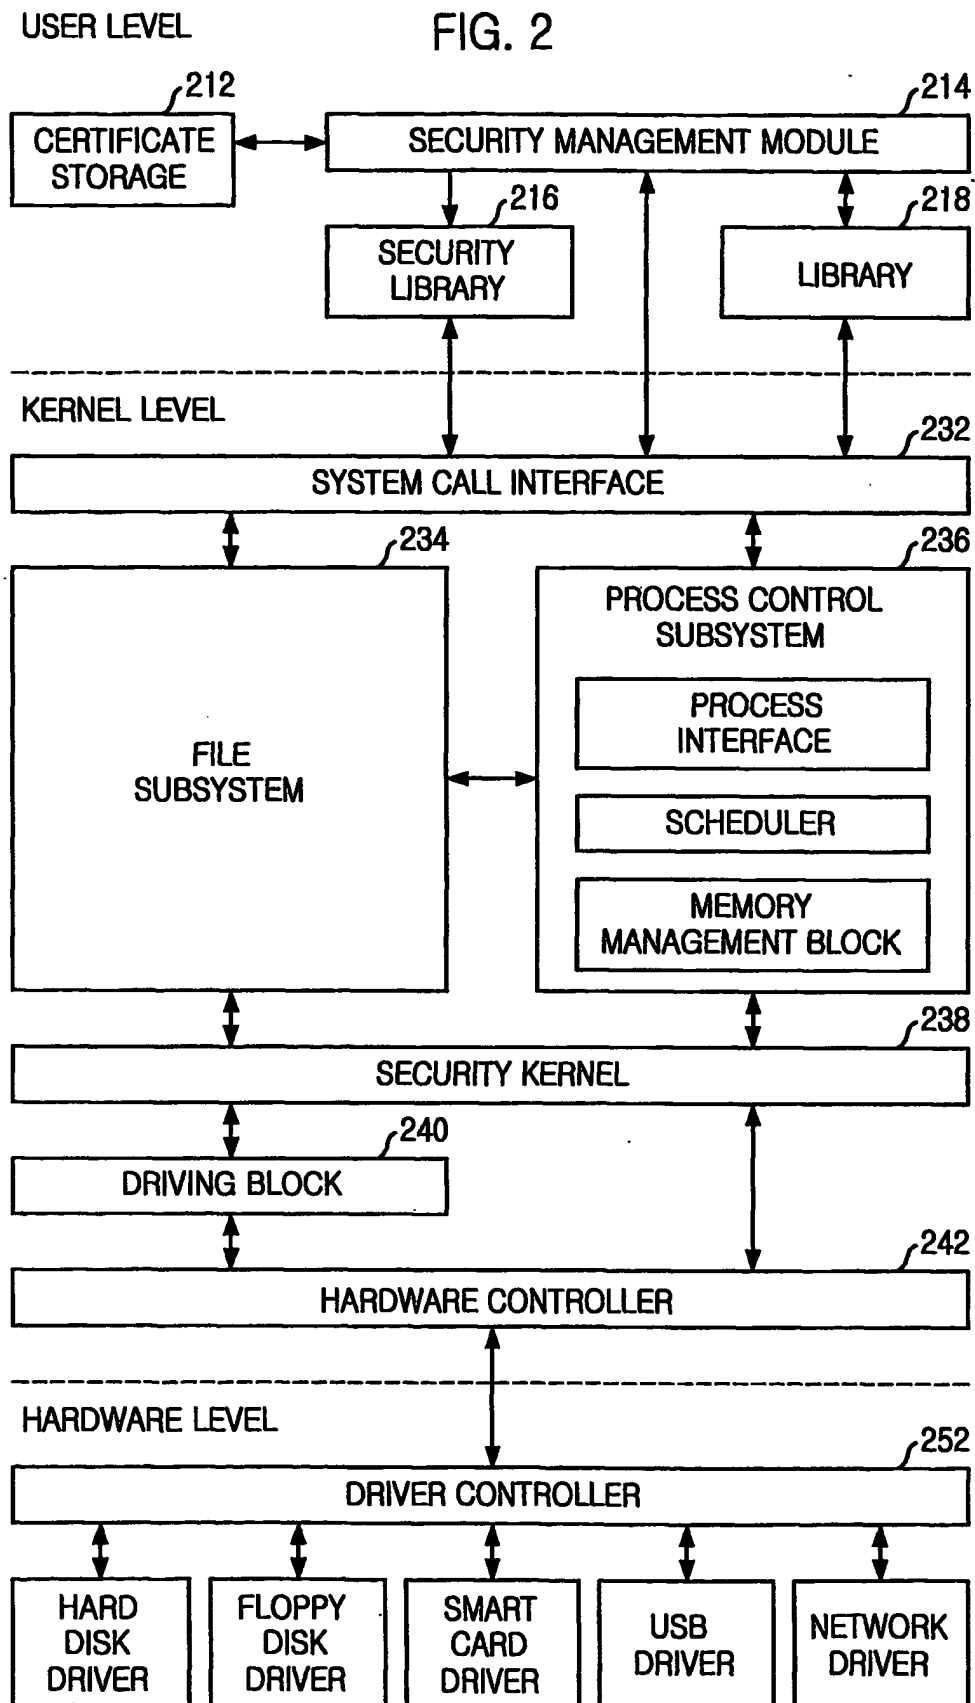 USER LEVEL
FIG. 2
212
214
CERTIFICATE
STORAGE
SECURITY MANAGEMENT MODULE
216
218
SECURITY
LIBRARY
LIBRARY
KERNEL LEVEL
232
SYSTEM CALL INTERFACE
234
236
FILE
SUBSYSTEM
PROCESS CONTROL
SUBSYSTEM
PROCESS
INTERFACE
SCHEDULER
MEMORY
MANAGEMENT BLOCK
238
SECURITY KERNEL
240
DRIVING BLOCK
242
HARDWARE CONTROLLER
HARDWARE LEVEL
252
DRIVER CONTROLLER
HARD
DISK
DRIVER
FLOPPY
DISK
DRIVER
SMART
CARD
DRIVER
USB
DRIVER
NETWORK
DRIVER